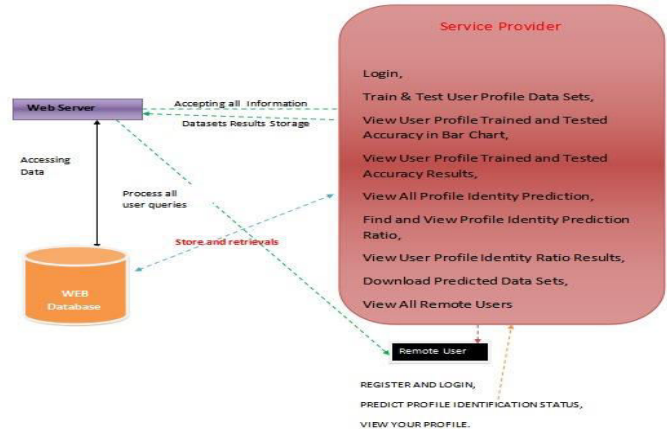 Service Provider
Login,
Train & Test User Profile Data Sets,
View User Profile Trained and Tested
Accuracy in Bar Chart,
View User Profile Trained and Tested
Accuracy Results,
View All Profile Identity Prediction,
Find and View Profile Identity Prediction
Ratio,
View User Profile Identity Ratio Results,
Download Predicted Data Sets,
View All Remote Users
Web Server
Accepting all Information
Datasets Results Storage
Accessing
Data
Process all
user queries
Store and retrievals
WEB
Database
Remote User
REGISTER AND LOGIN,
PREDICT PROFILE IDENTIFICATION STATUS,
VIEW YOUR PROFILE.